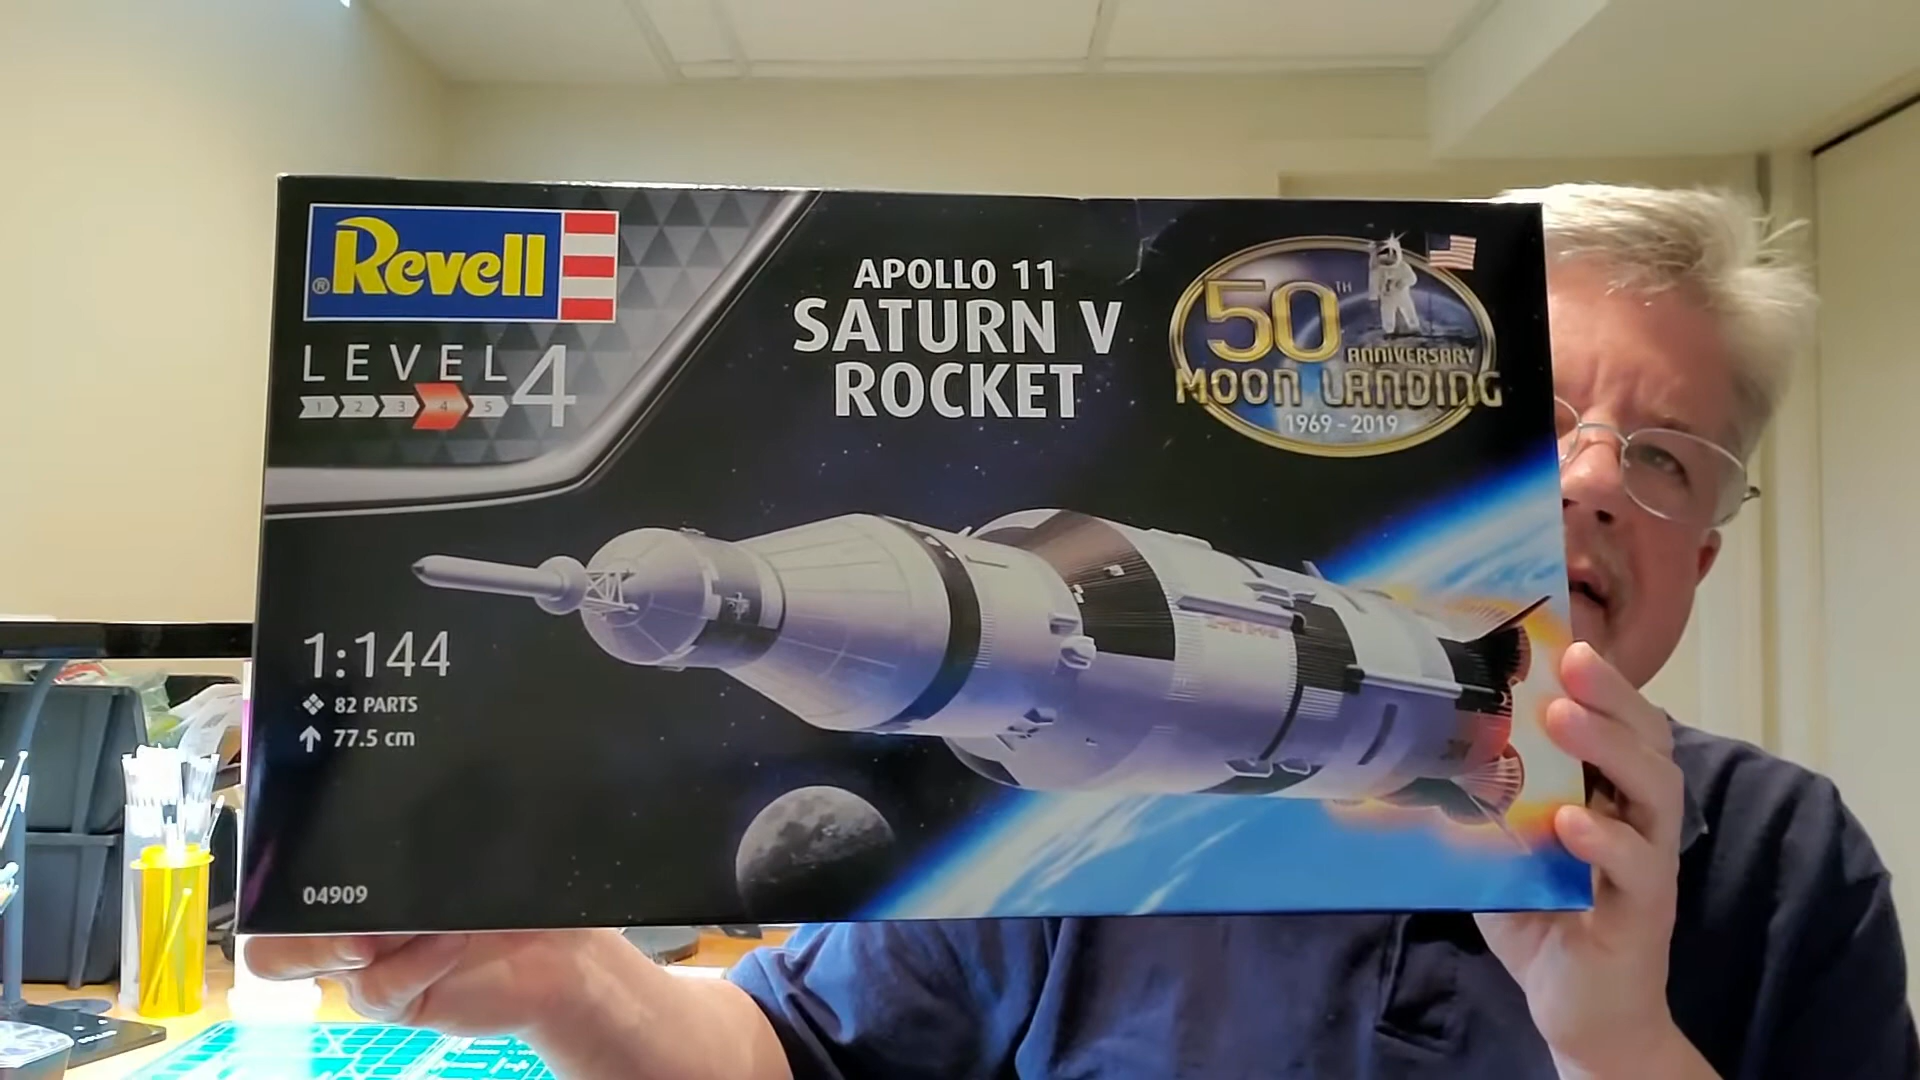 Revell
®
LEVEL 4
1 2 3 4 5
APOLLO 11
SATURN V
ROCKET
50TH
ANNIVERSARY
MOON LANDING
1969 - 2019
1:144
82 PARTS
77.5 cm
04909